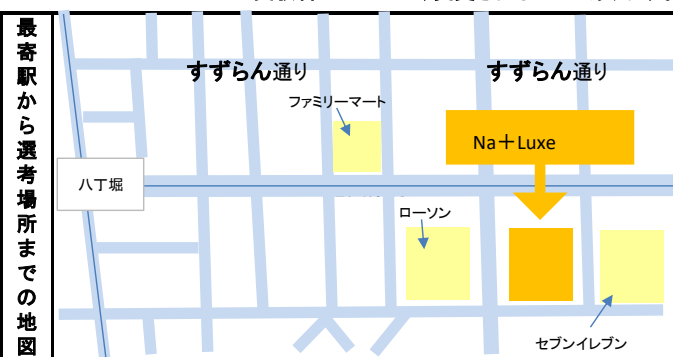 最寄駅から選考場所までの地図
すずらん通り
すずらん通り
ファミリーマート
Na＋Luxe
八丁堀
ローソン
セブンイレブン